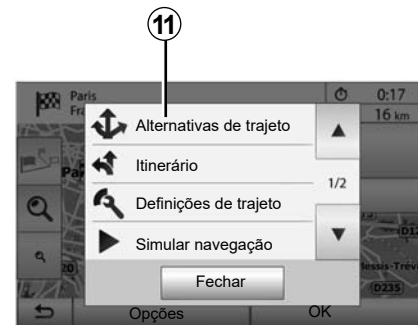 11
Paris
0:17
16 km
Alternativas de trajeto
Itinerário
1/2
Definições de trajeto
Simular navegação
Fechar
D235
Opções
OK